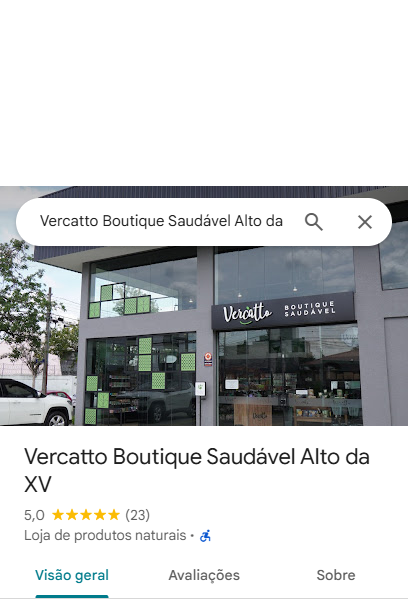 Vercatto Boutique Saudável Alto da
Vercatto
BOUTIQUE
SAUDÁVEL
Vercatto Boutique Saudável Alto da
XV
5,0 ★★★★★ (23)
Loja de produtos naturais ·
Visão geral Avaliações Sobre